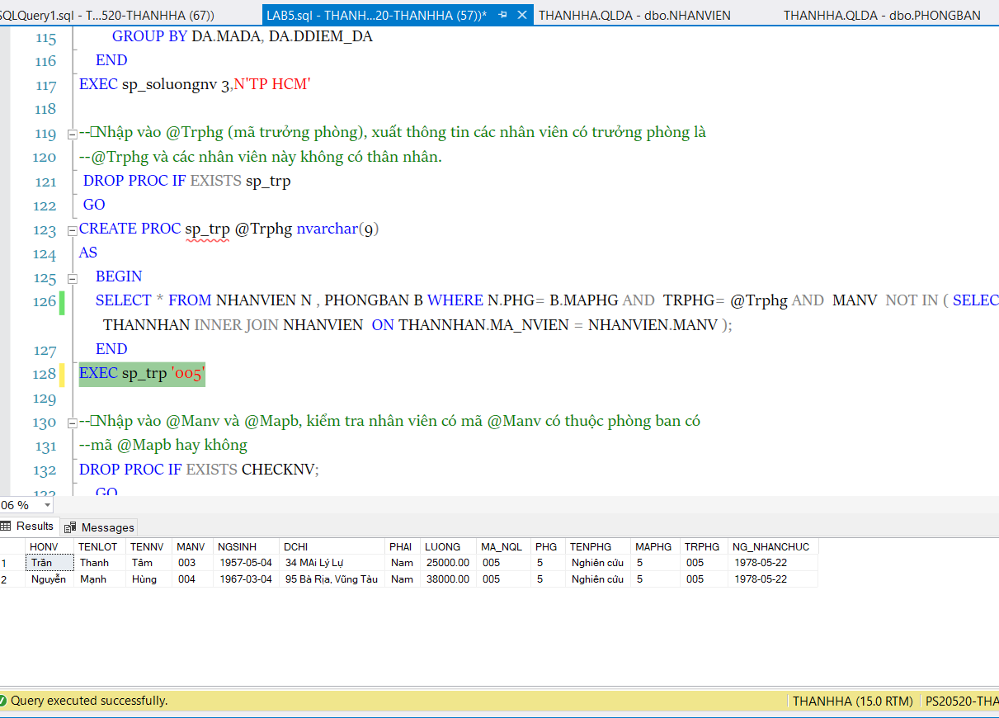 SQLQuery1.sql - T...520-THANHHA (67)) LAB5.sql - THANH...20-THANHHA (57))* THANHHA.QLDA - dbo.NHANVIEN THANHHA.QLDA - dbo.PHONGBAN
115 GROUP BY DA.MADA, DA.DDIEM_DA
116 END
117 EXEC sp_soluongnv 3,N'TP HCM'
118
119 --Nhập vào @Trphg (mã trưởng phòng), xuất thông tin các nhân viên có trưởng phòng là
120 --@Trphg và các nhân viên này không có thân nhân.
121 DROP PROC IF EXISTS sp_trp
122 GO
123 CREATE PROC sp_trp @Trphg nvarchar(9)
124 AS
125 BEGIN
126 SELECT * FROM NHANVIEN N , PHONGBAN B WHERE N.PHG= B.MAPHG AND TRPHG= @Trphg AND MANV NOT IN ( SELEC
THANNHAN INNER JOIN NHANVIEN ON THANNHAN.MA_NVIEN = NHANVIEN.MANV );
127 END
128 EXEC sp_trp '005'
129
130 --Nhập vào @Manv và @Mapb, kiểm tra nhân viên có mã @Manv có thuộc phòng ban có
131 --mã @Mapb hay không
132 DROP PROC IF EXISTS CHECKNV;
133 GO
06 %
Results Messages
HONV TENLOT TENNV MANV NGSINH DCHI PHAI LUONG MA_NQL PHG TENPHG MAPHG TRPHG NG_NHANCHUC
1 Trần Thanh Tâm 003 1957-05-04 34 MAi Lý Lự Nam 25000.00 005 5 Nghiên cứu 5 005 1978-05-22
2 Nguyễn Mạnh Hùng 004 1967-03-04 95 Bà Rịa, Vũng Tàu Nam 38000.00 005 5 Nghiên cứu 5 005 1978-05-22
Query executed successfully. THANHHA (15.0 RTM) PS20520-THA